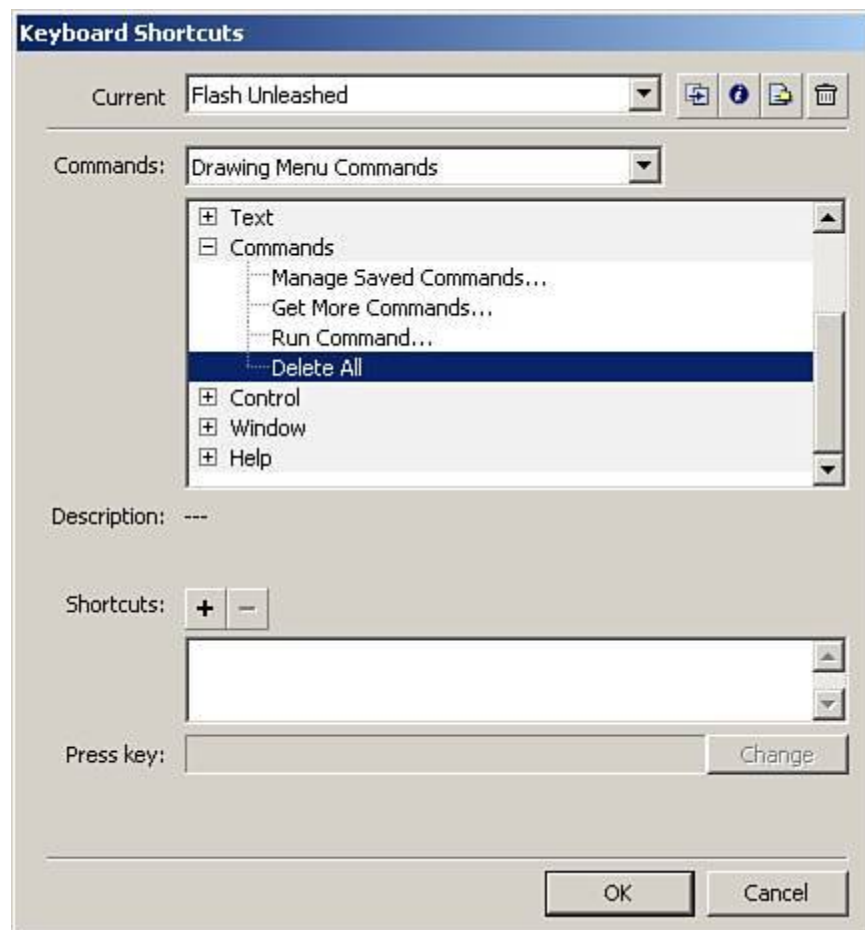 Keyboard Shortcuts
Current Flash Unleashed
Commands: Drawing Menu Commands
Text
Commands
Manage Saved Commands...
Get More Commands...
Run Command...
Delete All
Control
Window
Help
Description: ---
Shortcuts: + −
Press key: Change
OK Cancel